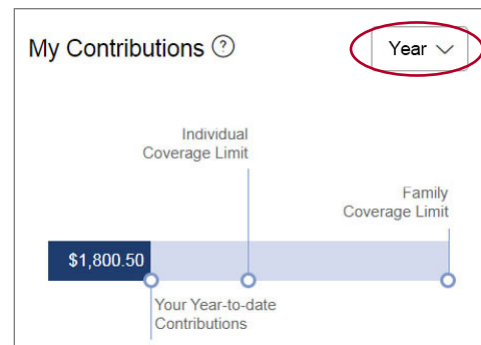 My Contributions ?
Year
Individual
Coverage Limit
Family
Coverage Limit
$1,800.50
Your Year-to-date
Contributions